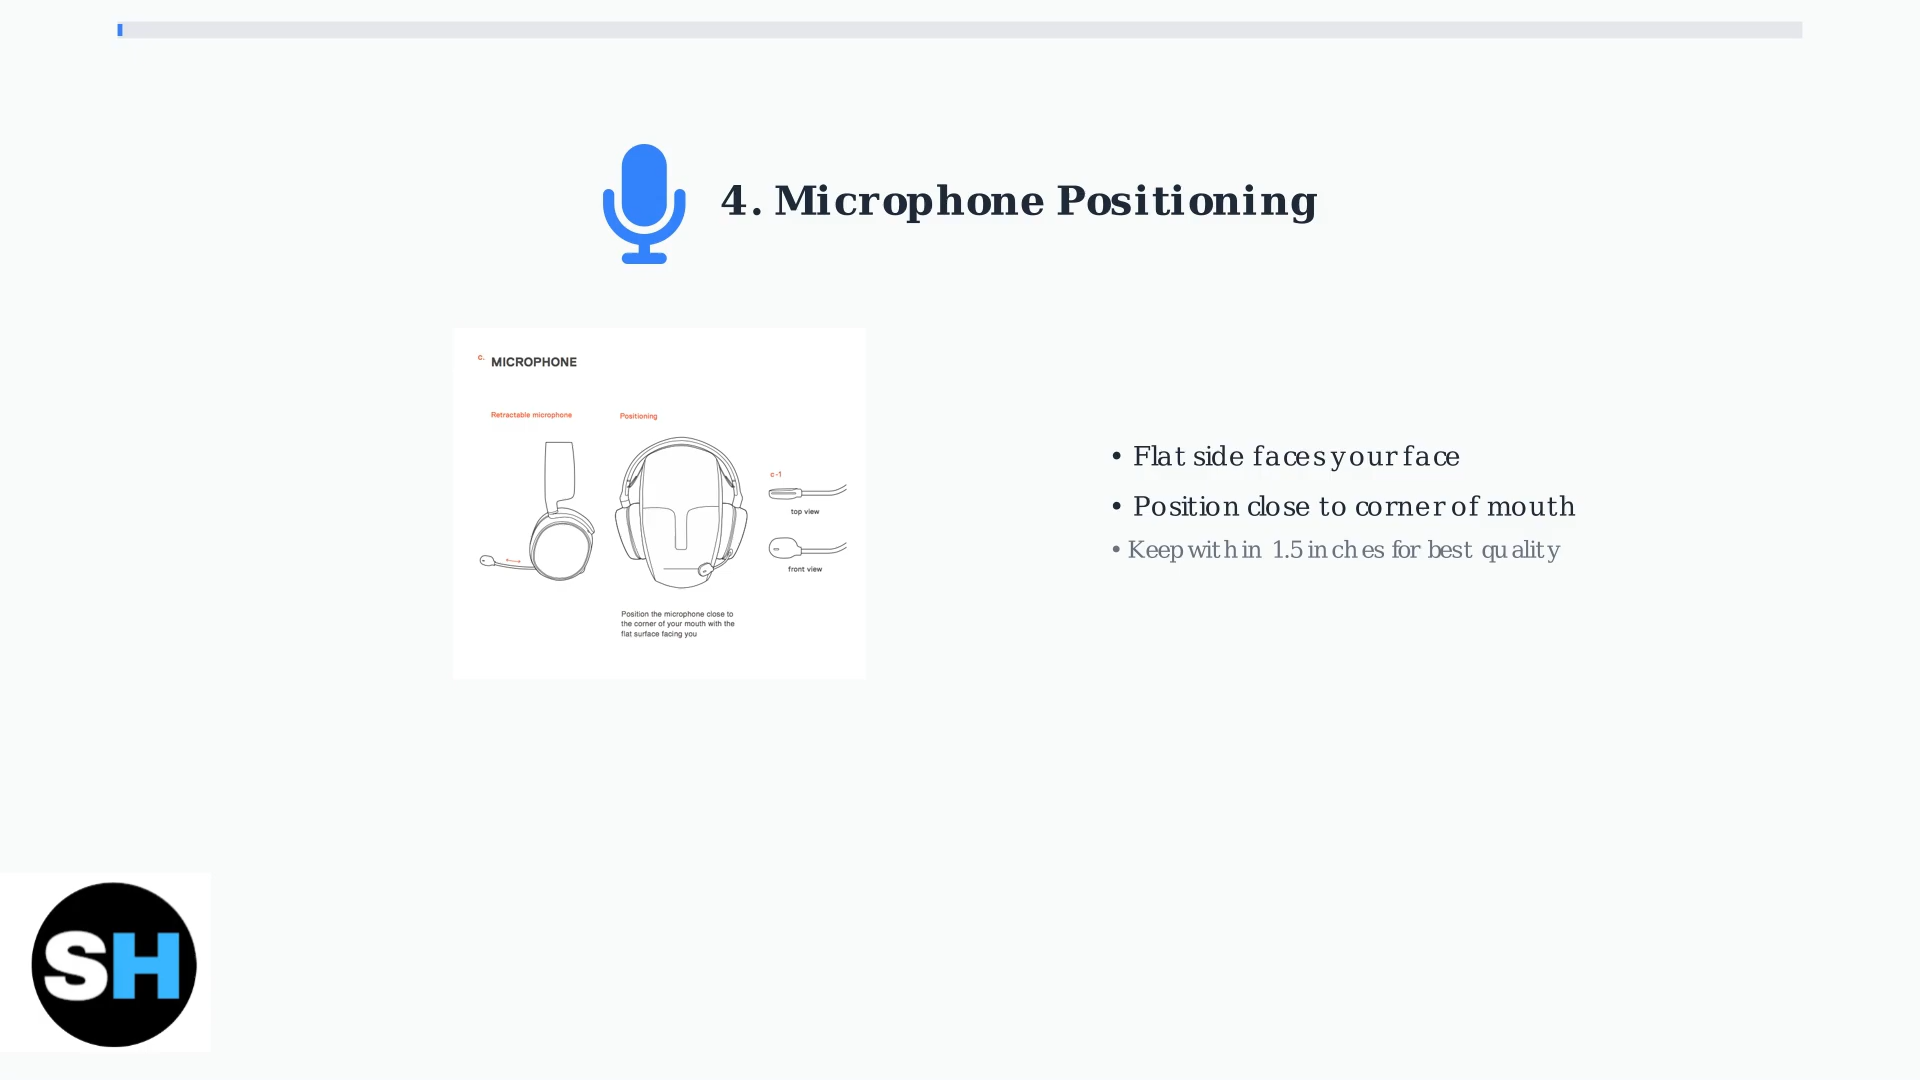 4. Microphone Positioning
c. MICROPHONE
Retractable microphone
Positioning
c-1
top view
front view
Position the microphone close to
the corner of your mouth with the
flat surface facing you
• Flat side faces your face
• Position close to corner of mouth
• Keep within 1.5 inches for best quality
SH